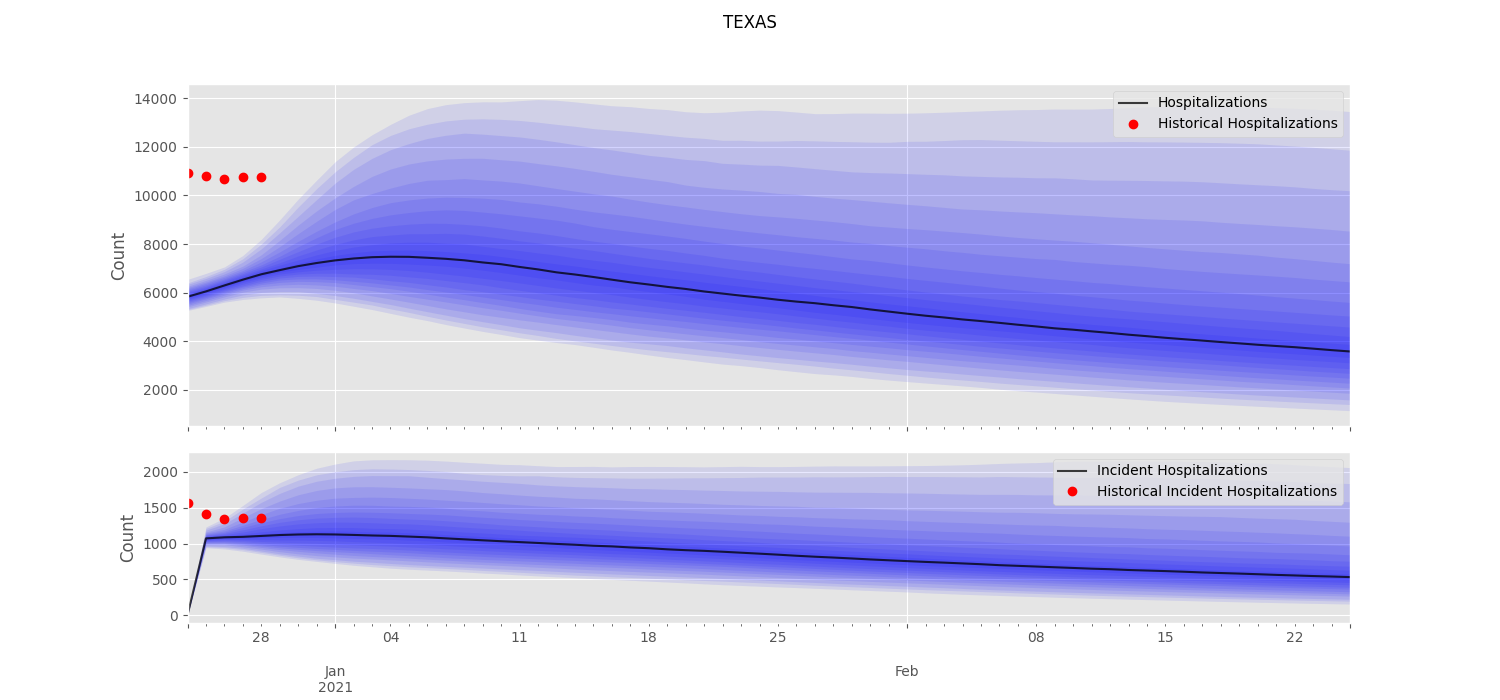 TEXAS
Count
14000
12000
10000
8000
6000
4000
2000
Hospitalizations
Historical Hospitalizations
Count
2000
1500
1000
500
0
Incident Hospitalizations
Historical Incident Hospitalizations
28 04 11 18 25 08 15 22
Jan Feb
2021